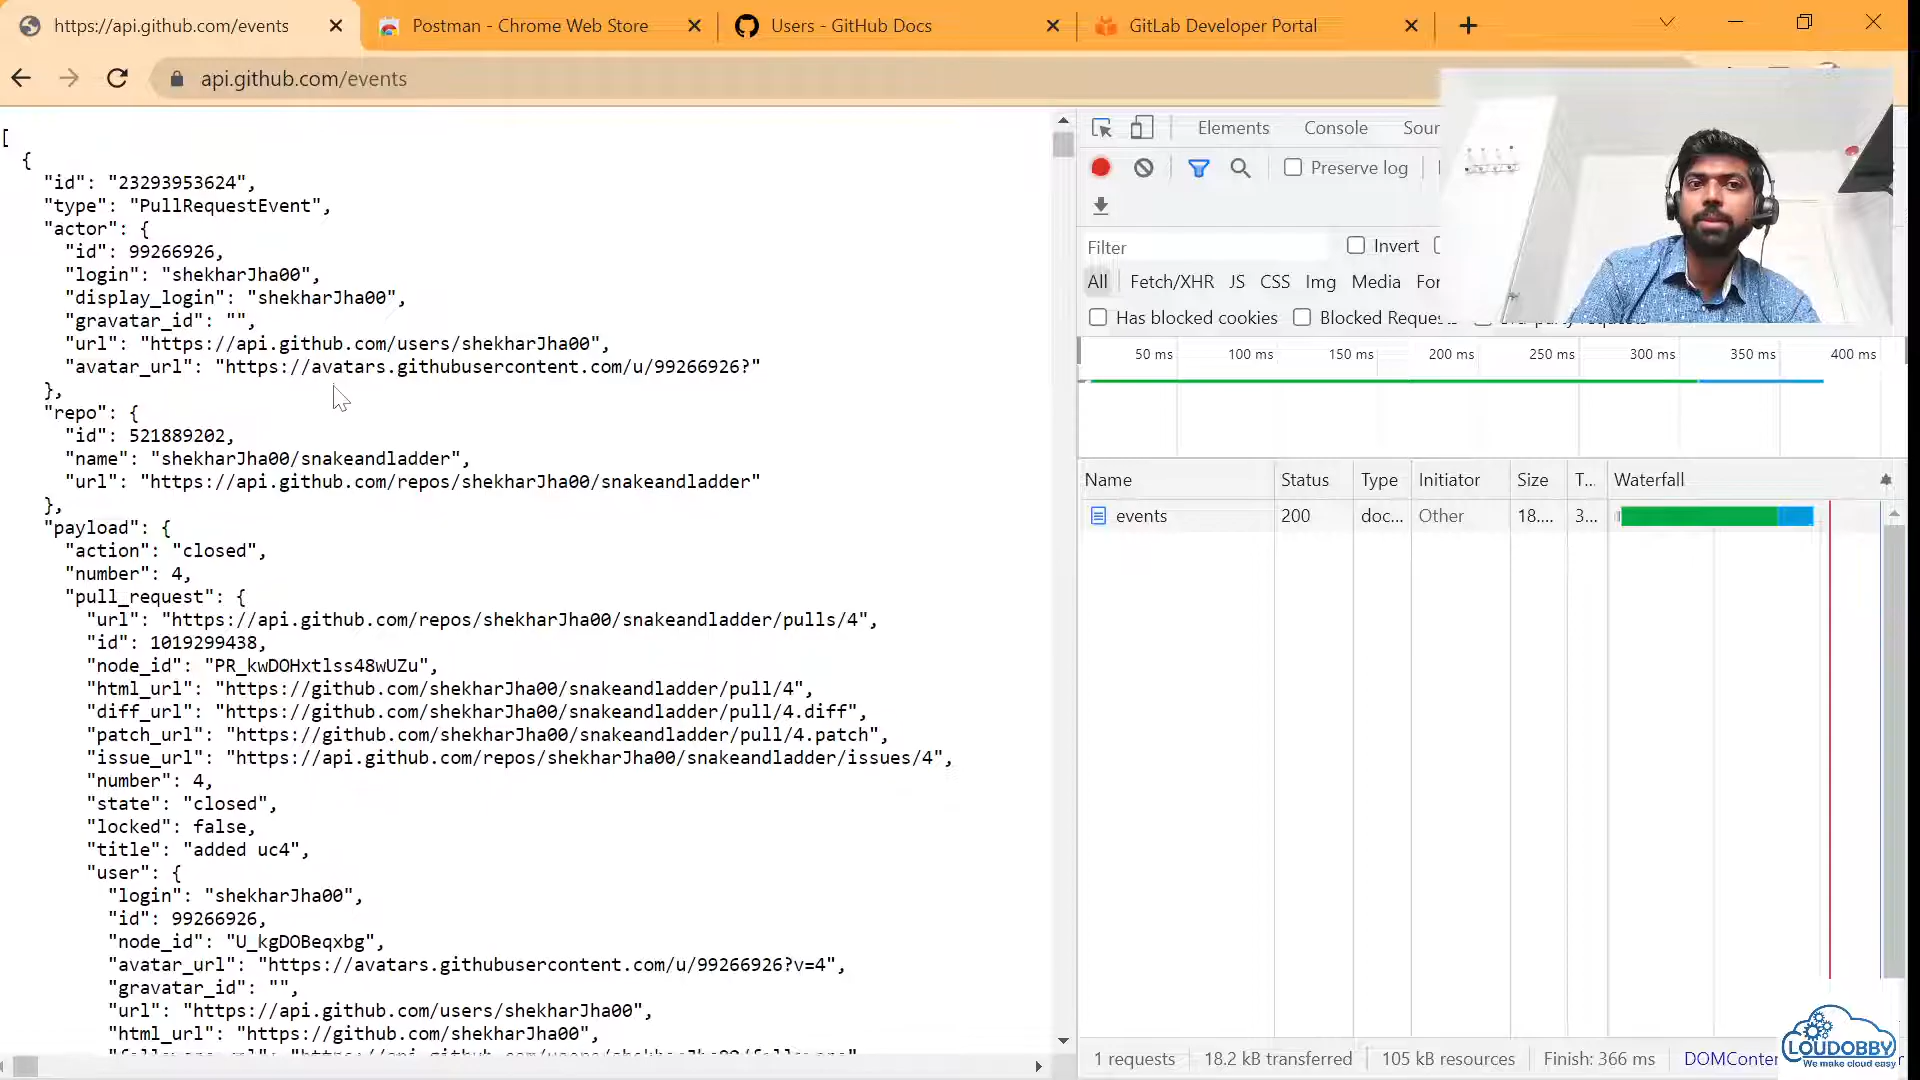 https://api.github.com/events
Postman - Chrome Web Store
Users - GitHub Docs
GitLab Developer Portal
api.github.com/events
[
{
"id": "23293953624",
"type": "PullRequestEvent",
"actor": {
"id": 99266926,
"login": "shekharJha00",
"display_login": "shekharJha00",
"gravatar_id": "",
"url": "https://api.github.com/users/shekharJha00",
"avatar_url": "https://avatars.githubusercontent.com/u/99266926?"
},
"repo": {
"id": 521889202,
"name": "shekharJha00/snakeandladder",
"url": "https://api.github.com/repos/shekharJha00/snakeandladder"
},
"payload": {
"action": "closed",
"number": 4,
"pull_request": {
"url": "https://api.github.com/repos/shekharJha00/snakeandladder/pulls/4",
"id": 1019299438,
"node_id": "PR_kwDOHxtlss48wUZu",
"html_url": "https://github.com/shekharJha00/snakeandladder/pull/4",
"diff_url": "https://github.com/shekharJha00/snakeandladder/pull/4.diff",
"patch_url": "https://github.com/shekharJha00/snakeandladder/pull/4.patch",
"issue_url": "https://api.github.com/repos/shekharJha00/snakeandladder/issues/4",
"number": 4,
"state": "closed",
"locked": false,
"title": "added uc4",
"user": {
"login": "shekharJha00",
"id": 99266926,
"node_id": "U_kgDOBeqxbg",
"avatar_url": "https://avatars.githubusercontent.com/u/99266926?v=4",
"gravatar_id": "",
"url": "https://api.github.com/users/shekharJha00",
"html_url": "https://github.com/shekharJha00",
Elements Console Sour
Preserve log
Filter
Invert
All Fetch/XHR JS CSS Img Media For
Has blocked cookies Blocked Reques
50 ms 100 ms 150 ms 200 ms 250 ms 300 ms 350 ms 400 ms
Name Status Type Initiator Size T... Waterfall
events 200 doc... Other 18.... 3...
1 requests 18.2 kB transferred 105 kB resources Finish: 366 ms DOMConter
LOUDOBBY
We make cloud easy